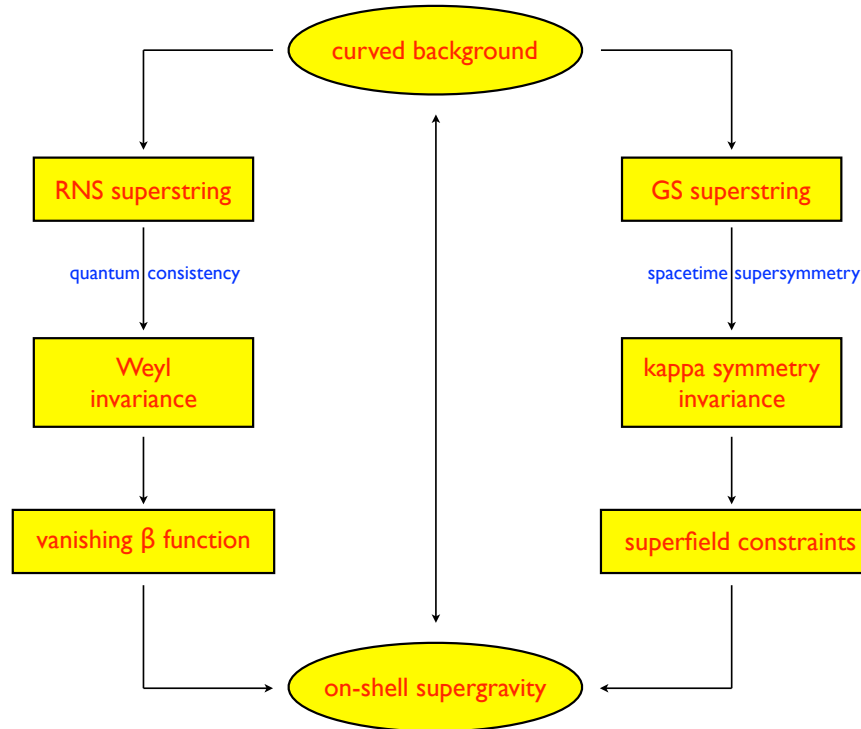 curved background
RNS superstring
GS superstring
quantum consistency
spacetime supersymmetry
Weyl
invariance
kappa symmetry
invariance
vanishing β function
superfield constraints
on-shell supergravity